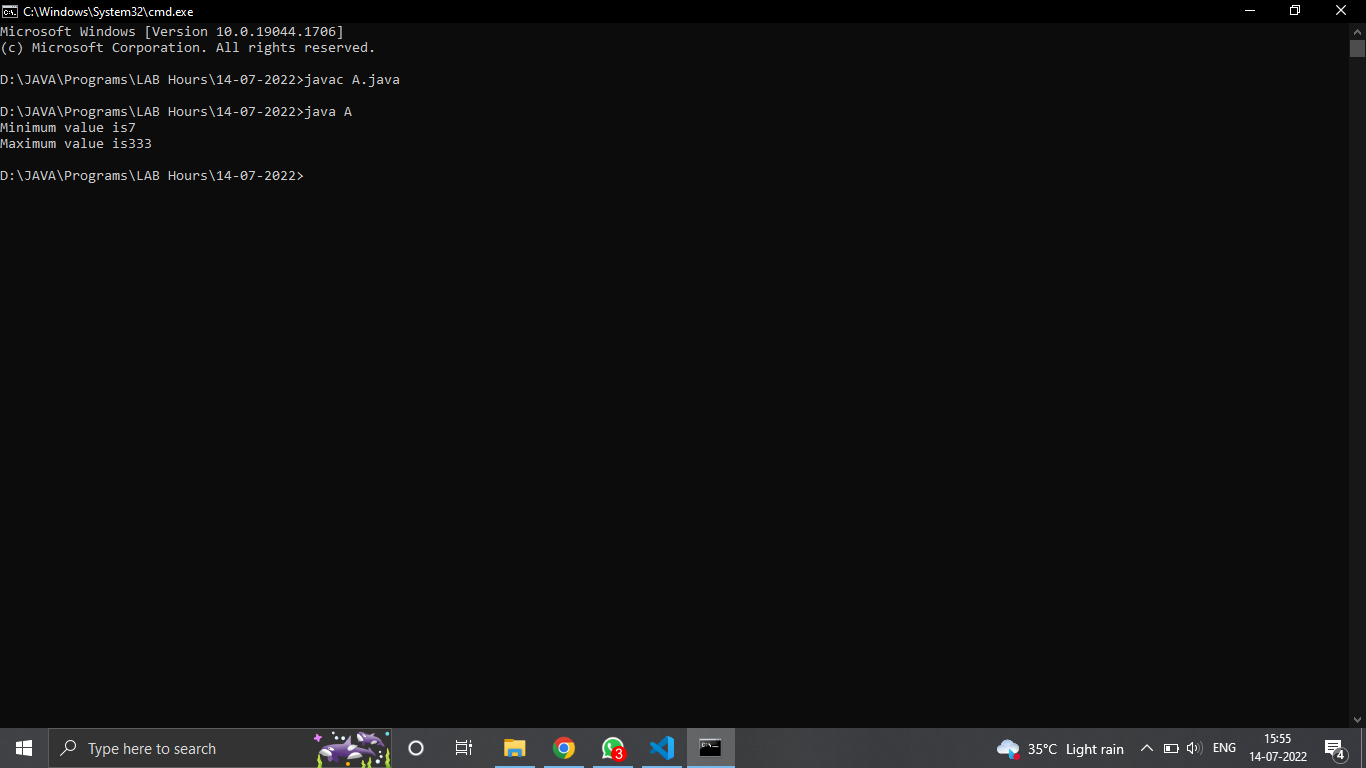 C:\Windows\System32\cmd.exe
Microsoft Windows [Version 10.0.19044.1706]
(c) Microsoft Corporation. All rights reserved.
D:\JAVA\Programs\LAB Hours\14-07-2022>javac A.java
D:\JAVA\Programs\LAB Hours\14-07-2022>java A
Minimum value is7
Maximum value is333
D:\JAVA\Programs\LAB Hours\14-07-2022>
Type here to search
3
35°C Light rain
ENG
15:55
14-07-2022
4